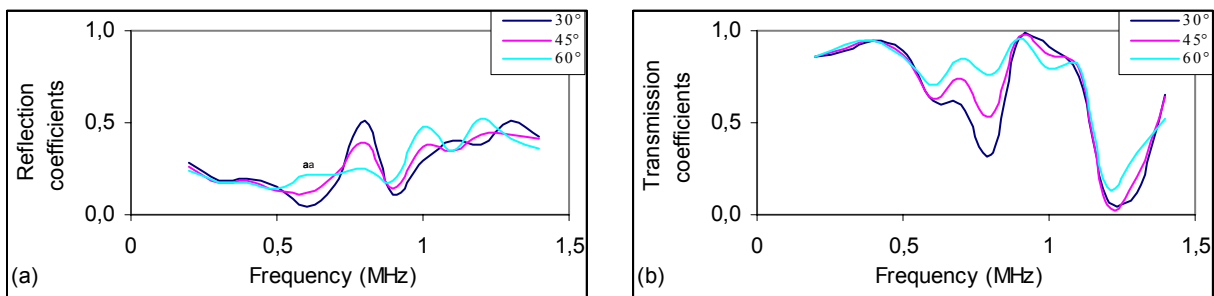 1,0
0,5
0,0
0
0,5
1
1,5
Reflection
coefficients
Frequency (MHz)
30°
45°
60°
aa
(a)
1,0
0,5
0,0
0
0,5
1
1,5
Transmission
coefficients
Frequency (MHz)
30°
45°
60°
(b)